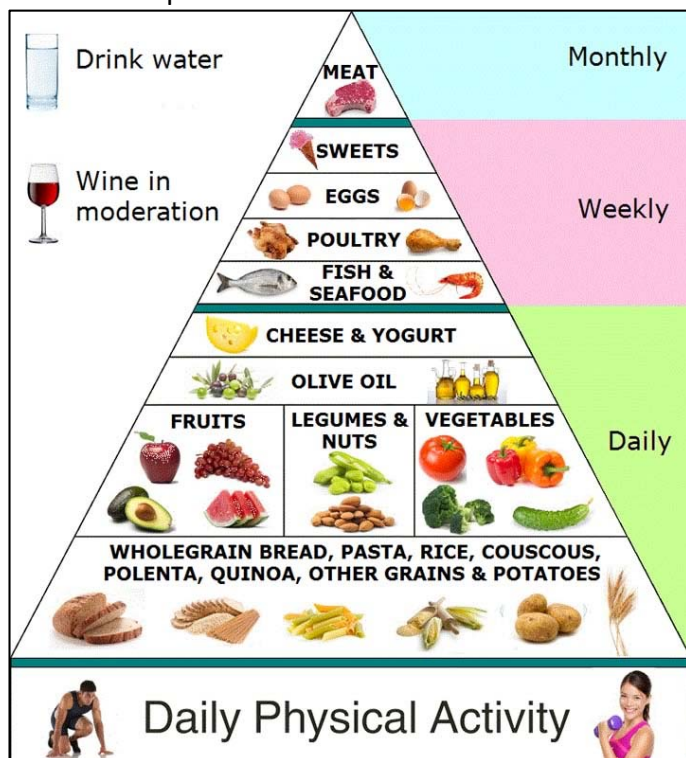 Drink water
Wine in
moderation
MEAT
Monthly
SWEETS
EGGS
POULTRY
FISH &
SEAFOOD
Weekly
CHEESE & YOGURT
OLIVE OIL
FRUITS
LEGUMES &
NUTS
VEGETABLES
Daily
WHOLEGRAIN BREAD, PASTA, RICE, COUSCOUS,
POLENTA, QUINOA, OTHER GRAINS & POTATOES
Daily Physical Activity